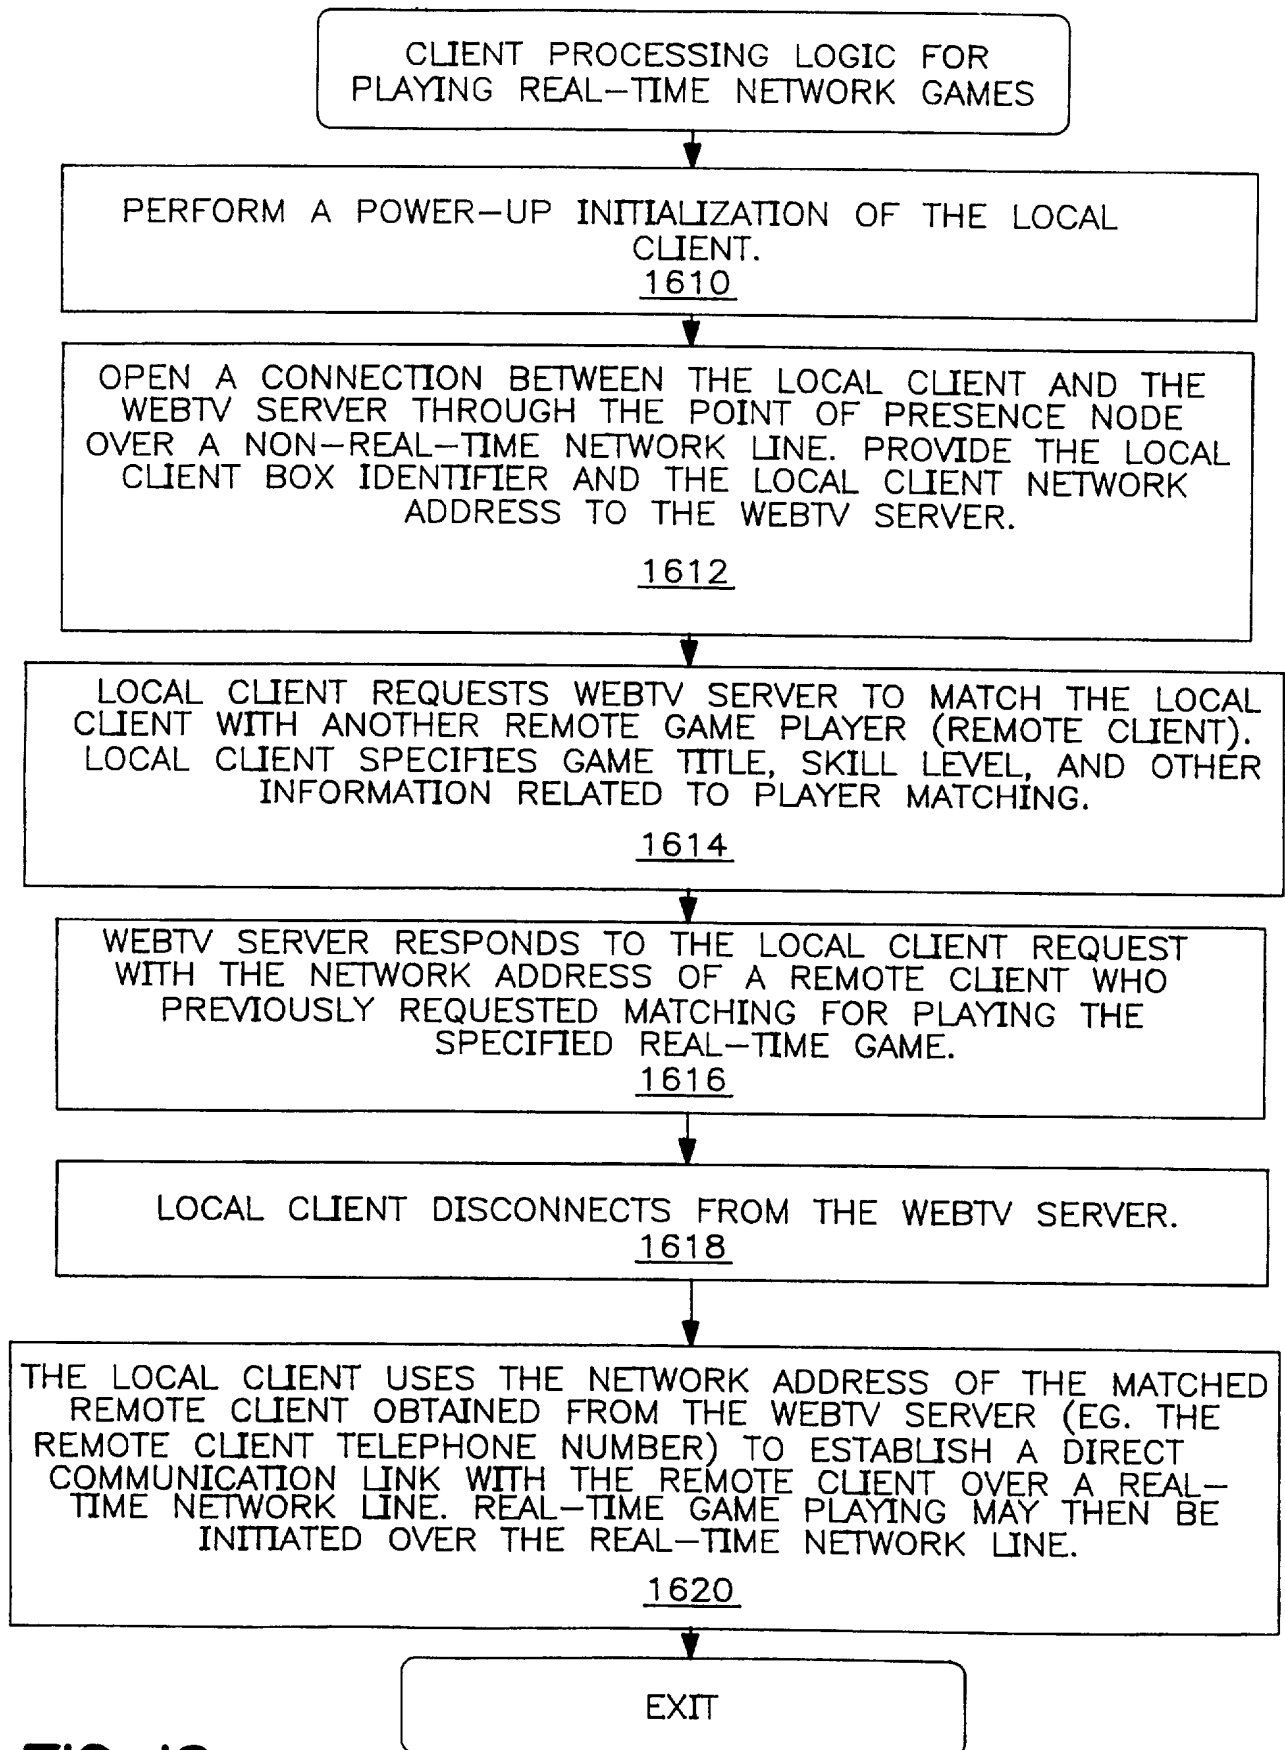 CLIENT PROCESSING LOGIC FOR
PLAYING REAL-TIME NETWORK GAMES
PERFORM A POWER-UP INITIALIZATION OF THE LOCAL
CLIENT.
1610
OPEN A CONNECTION BETWEEN THE LOCAL CLIENT AND THE
WEBTV SERVER THROUGH THE POINT OF PRESENCE NODE
OVER A NON-REAL-TIME NETWORK LINE. PROVIDE THE LOCAL
CLIENT BOX IDENTIFIER AND THE LOCAL CLIENT NETWORK
ADDRESS TO THE WEBTV SERVER.
1612
LOCAL CLIENT REQUESTS WEBTV SERVER TO MATCH THE LOCAL
CLIENT WITH ANOTHER REMOTE GAME PLAYER (REMOTE CLIENT).
LOCAL CLIENT SPECIFIES GAME TITLE, SKILL LEVEL, AND OTHER
INFORMATION RELATED TO PLAYER MATCHING.
1614
WEBTV SERVER RESPONDS TO THE LOCAL CLIENT REQUEST
WITH THE NETWORK ADDRESS OF A REMOTE CLIENT WHO
PREVIOUSLY REQUESTED MATCHING FOR PLAYING THE
SPECIFIED REAL-TIME GAME.
1616
LOCAL CLIENT DISCONNECTS FROM THE WEBTV SERVER.
1618
THE LOCAL CLIENT USES THE NETWORK ADDRESS OF THE MATCHED
REMOTE CLIENT OBTAINED FROM THE WEBTV SERVER (EG. THE
REMOTE CLIENT TELEPHONE NUMBER) TO ESTABLISH A DIRECT
COMMUNICATION LINK WITH THE REMOTE CLIENT OVER A REAL-
TIME NETWORK LINE. REAL-TIME GAME PLAYING MAY THEN BE
INITIATED OVER THE REAL-TIME NETWORK LINE.
1620
EXIT